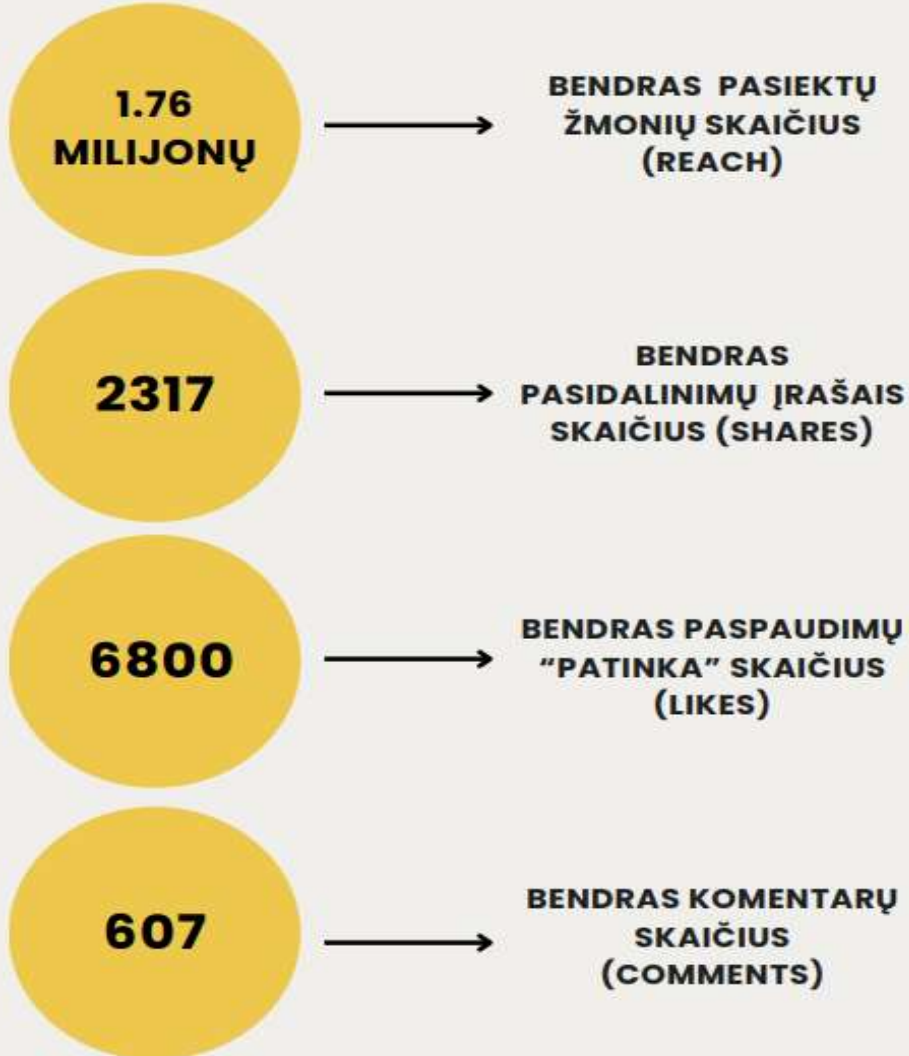 1.76
MILIJONŲ
BENDRAS PASIEKTŲ
ŽMONIŲ SKAIČIUS
(REACH)
2317
BENDRAS
PASIDALINIMŲ ĮRAŠAIS
SKAIČIUS (SHARES)
6800
BENDRAS PASPAUDIMŲ
“PATINKA” SKAIČIUS
(LIKES)
607
BENDRAS KOMENTARŲ
SKAIČIUS
(COMMENTS)